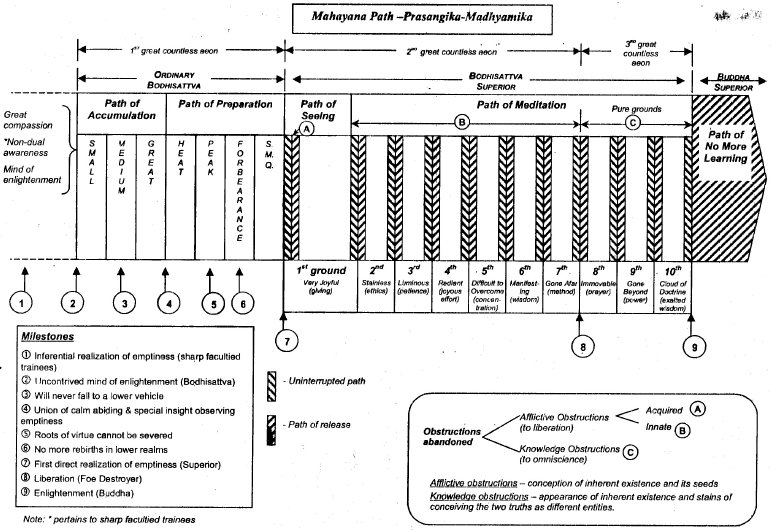 Mahayana Path –Prasangika-Madhyamika
1st great countless aeon
2nd great countless aeon
3rd great
countless
aeon
ORDINARY
BODHISATTVA
BODHISATTVA
SUPERIOR
BUDDHA
SUPERIOR
Great
compassion
*Non-dual
awareness
Mind of
enlightenment
Path of
Accumulation
Path of Preparation
Path of
Seeing
A
Path of Meditation
B
Pure grounds
C
Path of
No More
Learning
SMALL
MEDIUM
GREAT
HEAT
PEAK
FORBEARANCE
S.M.Q.
1st ground
Very Joyful
(giving)
2nd
Stainless
(ethics)
3rd
Luminous
(patience)
4th
Radiant
(joyous
effort)
5th
Difficult to
Overcome
(concen-
tration)
6th
Manifest-
ing
(wisdom)
7th
Gone Afar
(method)
8th
Immovable
(prayer)
9th
Gone
Beyond
(power)
10th
Cloud of
Doctrine
(exalted
wisdom)
1 2 3 4 5 6 7 8 9
Milestones
① Inferential realization of emptiness (sharp facultied
trainees)
② Uncontrived mind of enlightenment (Bodhisattva)
③ Will never fall to a lower vehicle
④ Union of calm abiding & special insight observing
emptiness
⑤ Roots of virtue cannot be severed
⑥ No more rebirths in lower realms
⑦ First direct realization of emptiness (Superior)
⑧ Liberation (Foe Destroyer)
⑨ Enlightenment (Buddha)
Note: * pertains to sharp facultied trainees
- Uninterrupted path
- Path of release
Obstructions
abandoned
Afflictive Obstructions
(to liberation)
Acquired A
Innate B
Knowledge Obstructions C
(to omniscience)
Afflictive obstructions – conception of inherent existence and its seeds
Knowledge obstructions – appearance of inherent existence and stains of
conceiving the two truths as different entities.